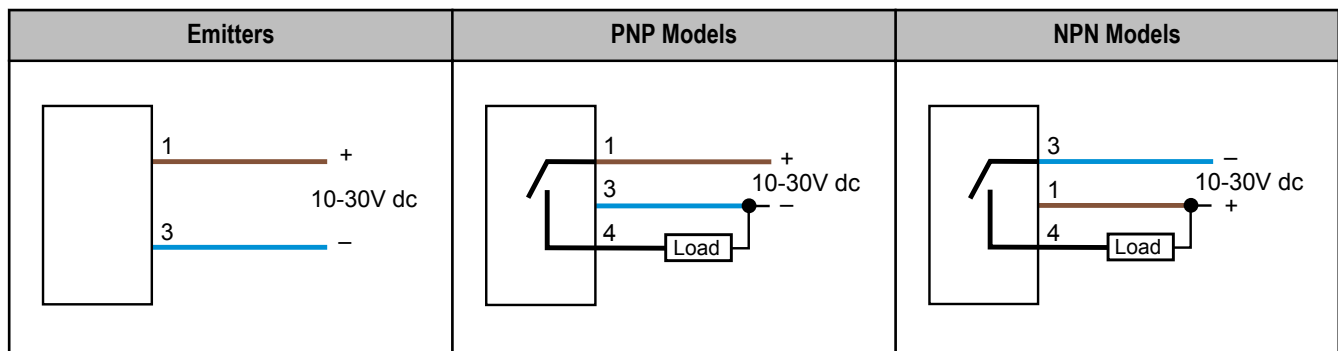 Emitters
PNP Models
NPN Models
1
+
10-30V dc
3
–
1
+
10-30V dc
3
–
4
Load
3
–
10-30V dc
1
+
4
Load